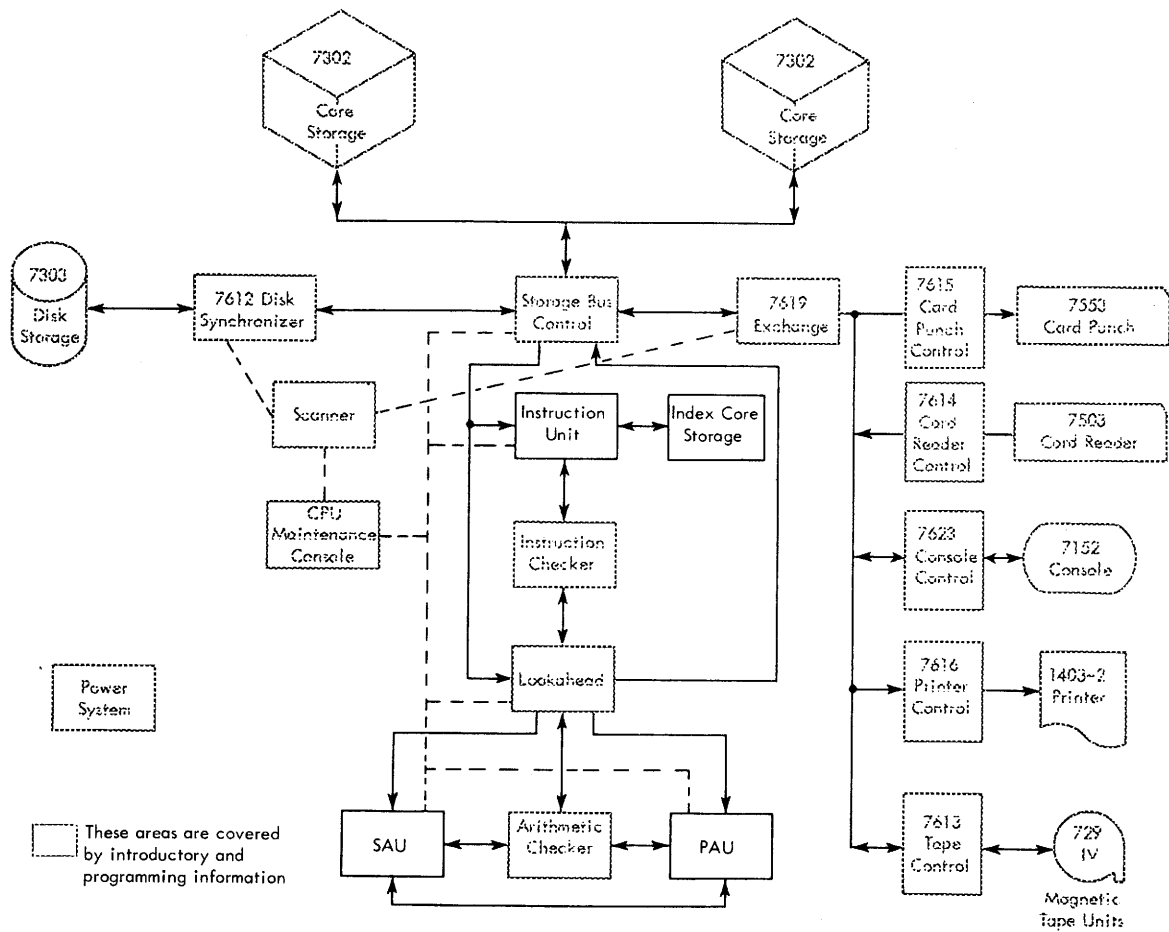 7302
Core
Storage
7302
Core
Storage
7303
Disk
Storage
7612 Disk
Synchronizer
Storage Bus
Control
7619
Exchange
7615
Card
Punch
Control
7553
Card Punch
Scanner
Instruction
Unit
Index Core
Storage
7614
Card
Reader
Control
7503
Card Reader
CPU
Maintenance
Console
Instruction
Checker
7623
Console
Control
7152
Console
Power
System
Lookahead
7616
Printer
Control
1403-2
Printer
These areas are covered
by introductory and
programming information
SAU
Arithmetic
Checker
PAU
7613
Tape
Control
729
IV
Magnetic
Tape Units